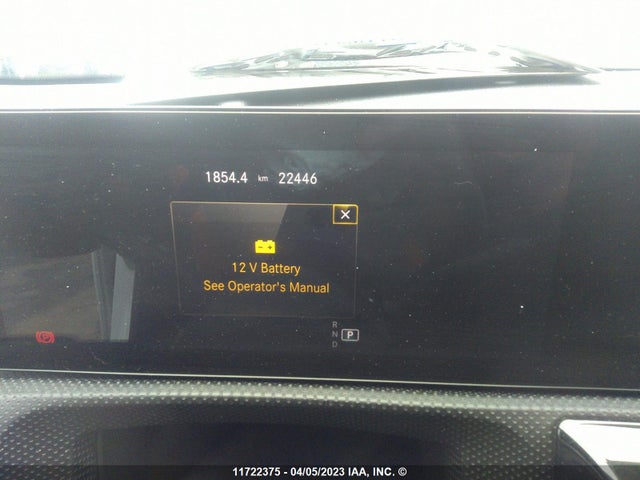 1854.4 km 22446
12 V Battery
See Operator's Manual
R
N P
D
11722375 - 04/05/2023 IAA, INC. ©